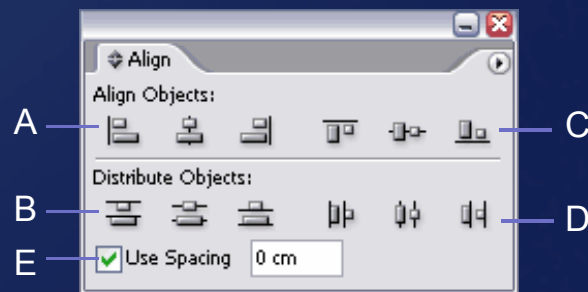 Align
Align Objects:
A
C
Distribute Objects:
B
D
E
Use Spacing 0 cm